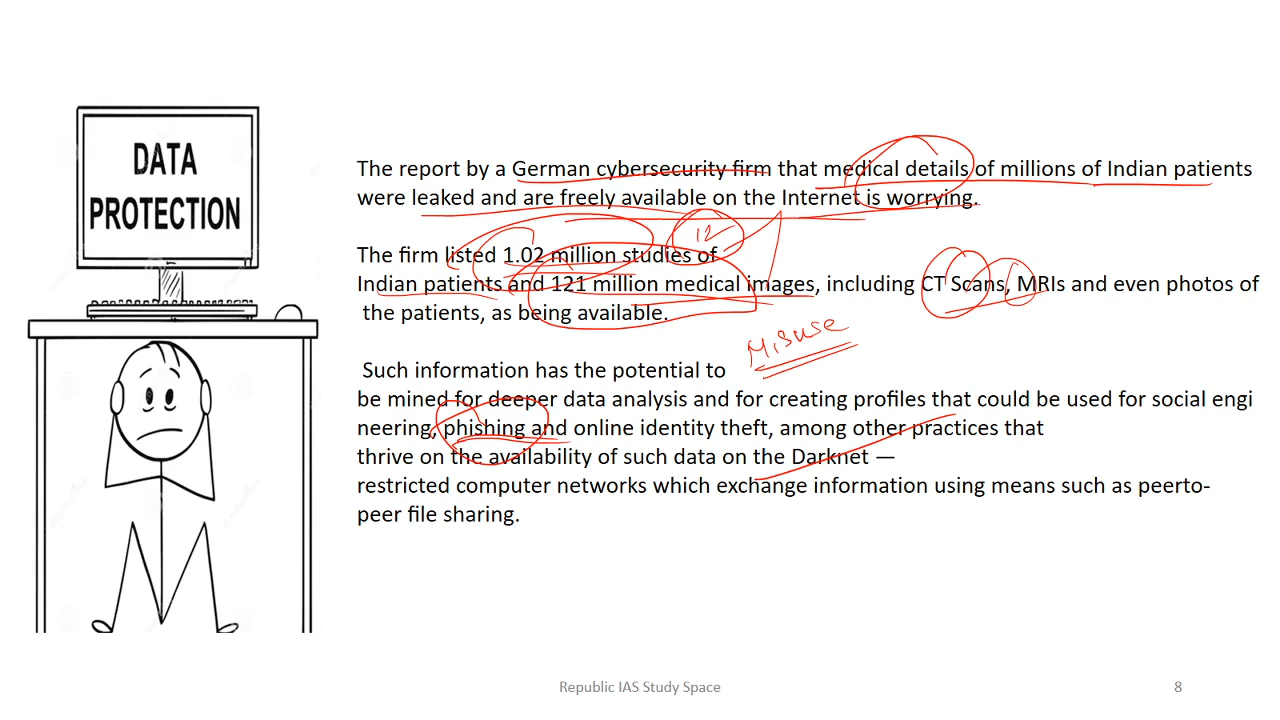 DATA
PROTECTION
The report by a German cybersecurity firm that medical details of millions of Indian patients
were leaked and are freely available on the Internet is worrying.
The firm listed 1.02 million studies of
12
Indian patients and 121 million medical images, including CT Scans, MRIs and even photos of
the patients, as being available.
Misuse
Such information has the potential to
be mined for deeper data analysis and for creating profiles that could be used for social engi
neering, phishing and online identity theft, among other practices that
thrive on the availability of such data on the Darknet —
restricted computer networks which exchange information using means such as peerto-
peer file sharing.
Republic IAS Study Space
8